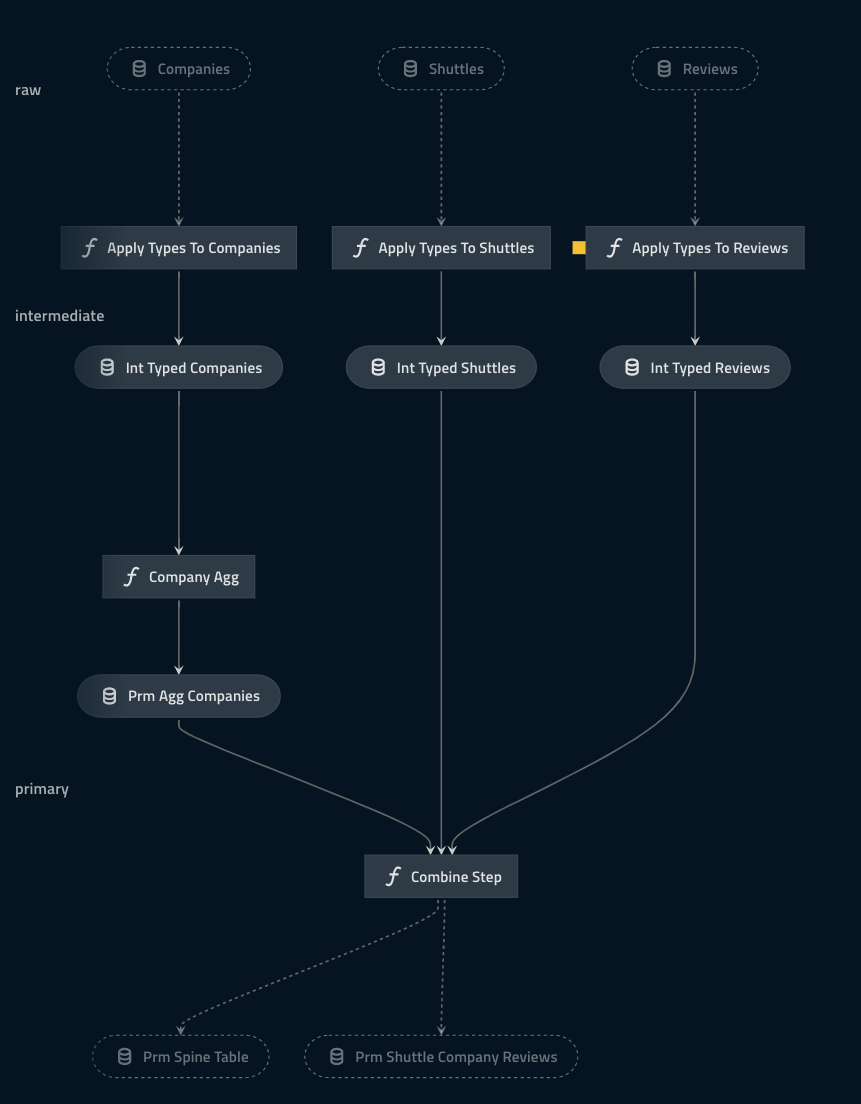 Companies
Shuttles
Reviews
raw
Apply Types To Companies
Apply Types To Shuttles
Apply Types To Reviews
intermediate
Int Typed Companies
Int Typed Shuttles
Int Typed Reviews
Company Agg
Prm Agg Companies
primary
Combine Step
Prm Spine Table
Prm Shuttle Company Reviews